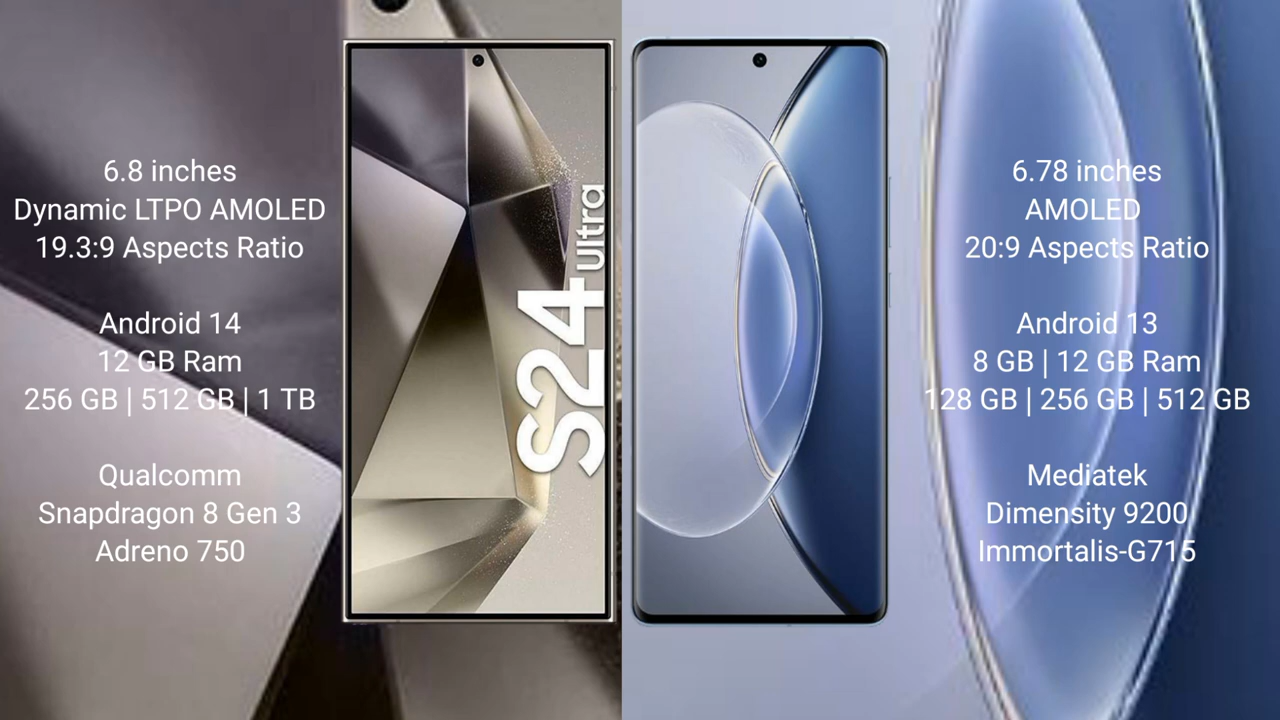 6.8 inches
Dynamic LTPO AMOLED
19.3:9 Aspects Ratio
Android 14
12 GB Ram
256 GB | 512 GB | 1 TB
Qualcomm
Snapdragon 8 Gen 3
Adreno 750
S24 ultra
6.78 inches
AMOLED
20:9 Aspects Ratio
Android 13
8 GB | 12 GB Ram
128 GB | 256 GB | 512 GB
Mediatek
Dimensity 9200
Immortalis-G715